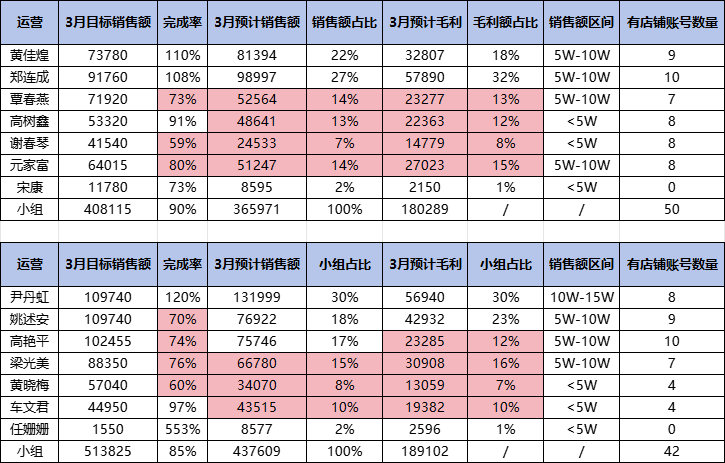 运营 3月目标销售额 完成率 3月预计销售额 销售额占比 3月预计毛利 毛利额占比 销售额区间 有店铺账号数量
黄佳煌 73780 110% 81394 22% 32807 18% 5W-10W 9
郑连成 91760 108% 98997 27% 57890 32% 5W-10W 10
覃春燕 71920 73% 52564 14% 23277 13% 5W-10W 7
高树鑫 53320 91% 48641 13% 22363 12% <5W 8
谢春琴 41540 59% 24533 7% 14779 8% <5W 8
元家富 64015 80% 51247 14% 27023 15% 5W-10W 8
宋康 11780 73% 8595 2% 2150 1% <5W 0
小组 408115 90% 365971 100% 180289 / / 50
运营 3月目标销售额 完成率 3月预计销售额 小组占比 3月预计毛利 小组占比 销售额区间 有店铺账号数量
尹丹虹 109740 120% 131999 30% 56940 30% 10W-15W 8
姚述安 109740 70% 76922 18% 42932 23% 5W-10W 9
高艳平 102455 74% 75746 17% 23285 12% 5W-10W 10
梁光美 88350 76% 66780 15% 30908 16% 5W-10W 7
黄晓梅 57040 60% 34070 8% 13059 7% <5W 4
车文君 44950 97% 43515 10% 19382 10% <5W 4
任姗姗 1550 553% 8577 2% 2596 1% <5W 0
小组 513825 85% 437609 100% 189102 / / 42